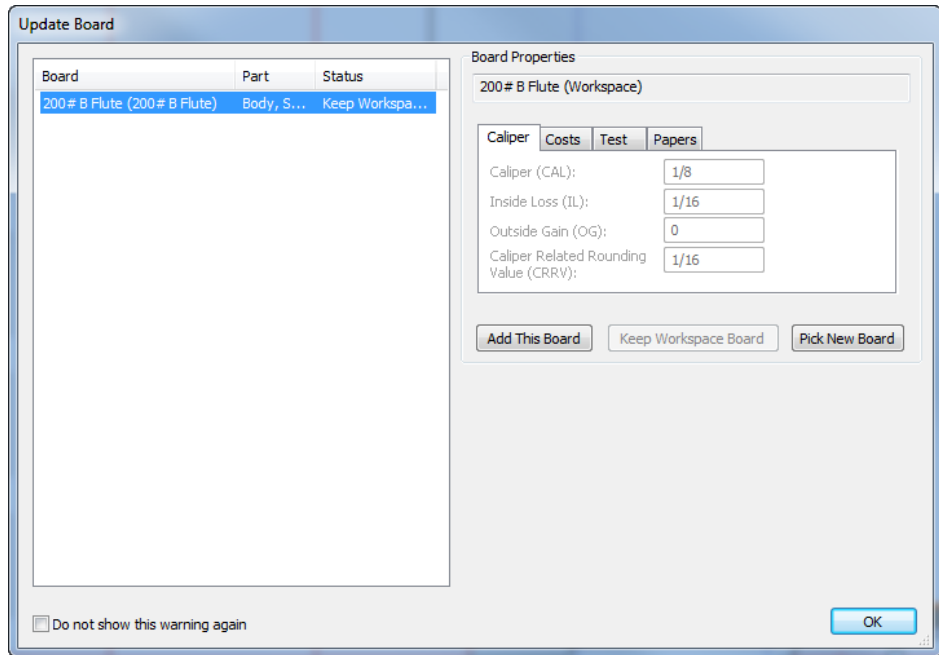 Update Board
Board Part Status
200# B Flute (200# B Flute) Body, S... Keep Workspa...
Board Properties
200# B Flute (Workspace)
Caliper Costs Test Papers
Caliper (CAL): 1/8
Inside Loss (IL): 1/16
Outside Gain (OG): 0
Caliper Related Rounding
Value (CRRV): 1/16
Add This Board Keep Workspace Board Pick New Board
Do not show this warning again
OK